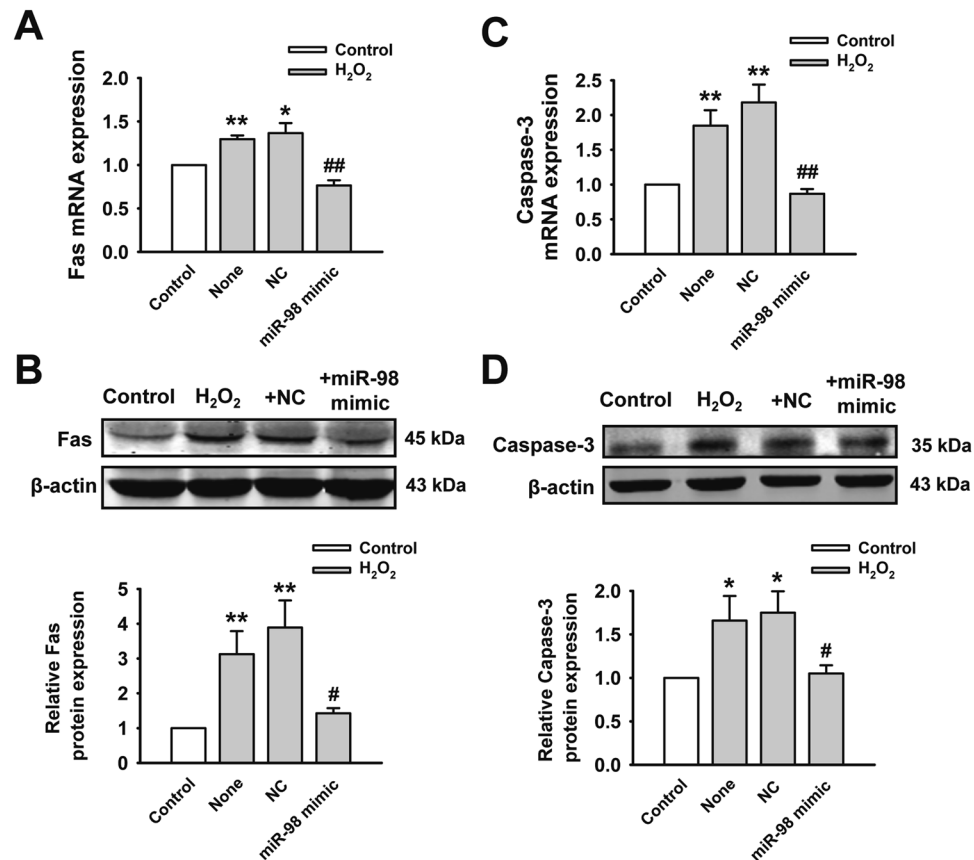 A
Control
H₂O₂
Fas mRNA expression
2.0
1.5
1.0
0.5
0.0
**
*
##
Control
None
NC
miR-98 mimic
C
Control
H₂O₂
Caspase-3
mRNA expression
2.5
2.0
1.5
1.0
0.5
0.0
**
**
##
Control
None
NC
miR-98 mimic
B
Control
H₂O₂
+NC
+miR-98
mimic
Fas
45 kDa
β-actin
43 kDa
Control
H₂O₂
Relative Fas
protein expression
5
4
3
2
1
0
**
**
#
Control
None
NC
miR-98 mimic
D
Control
H₂O₂
+NC
+miR-98
mimic
Caspase-3
35 kDa
β-actin
43 kDa
Control
H₂O₂
Relative Capase-3
protein expression
2.0
1.5
1.0
0.5
0.0
*
*
#
Control
None
NC
miR-98 mimic